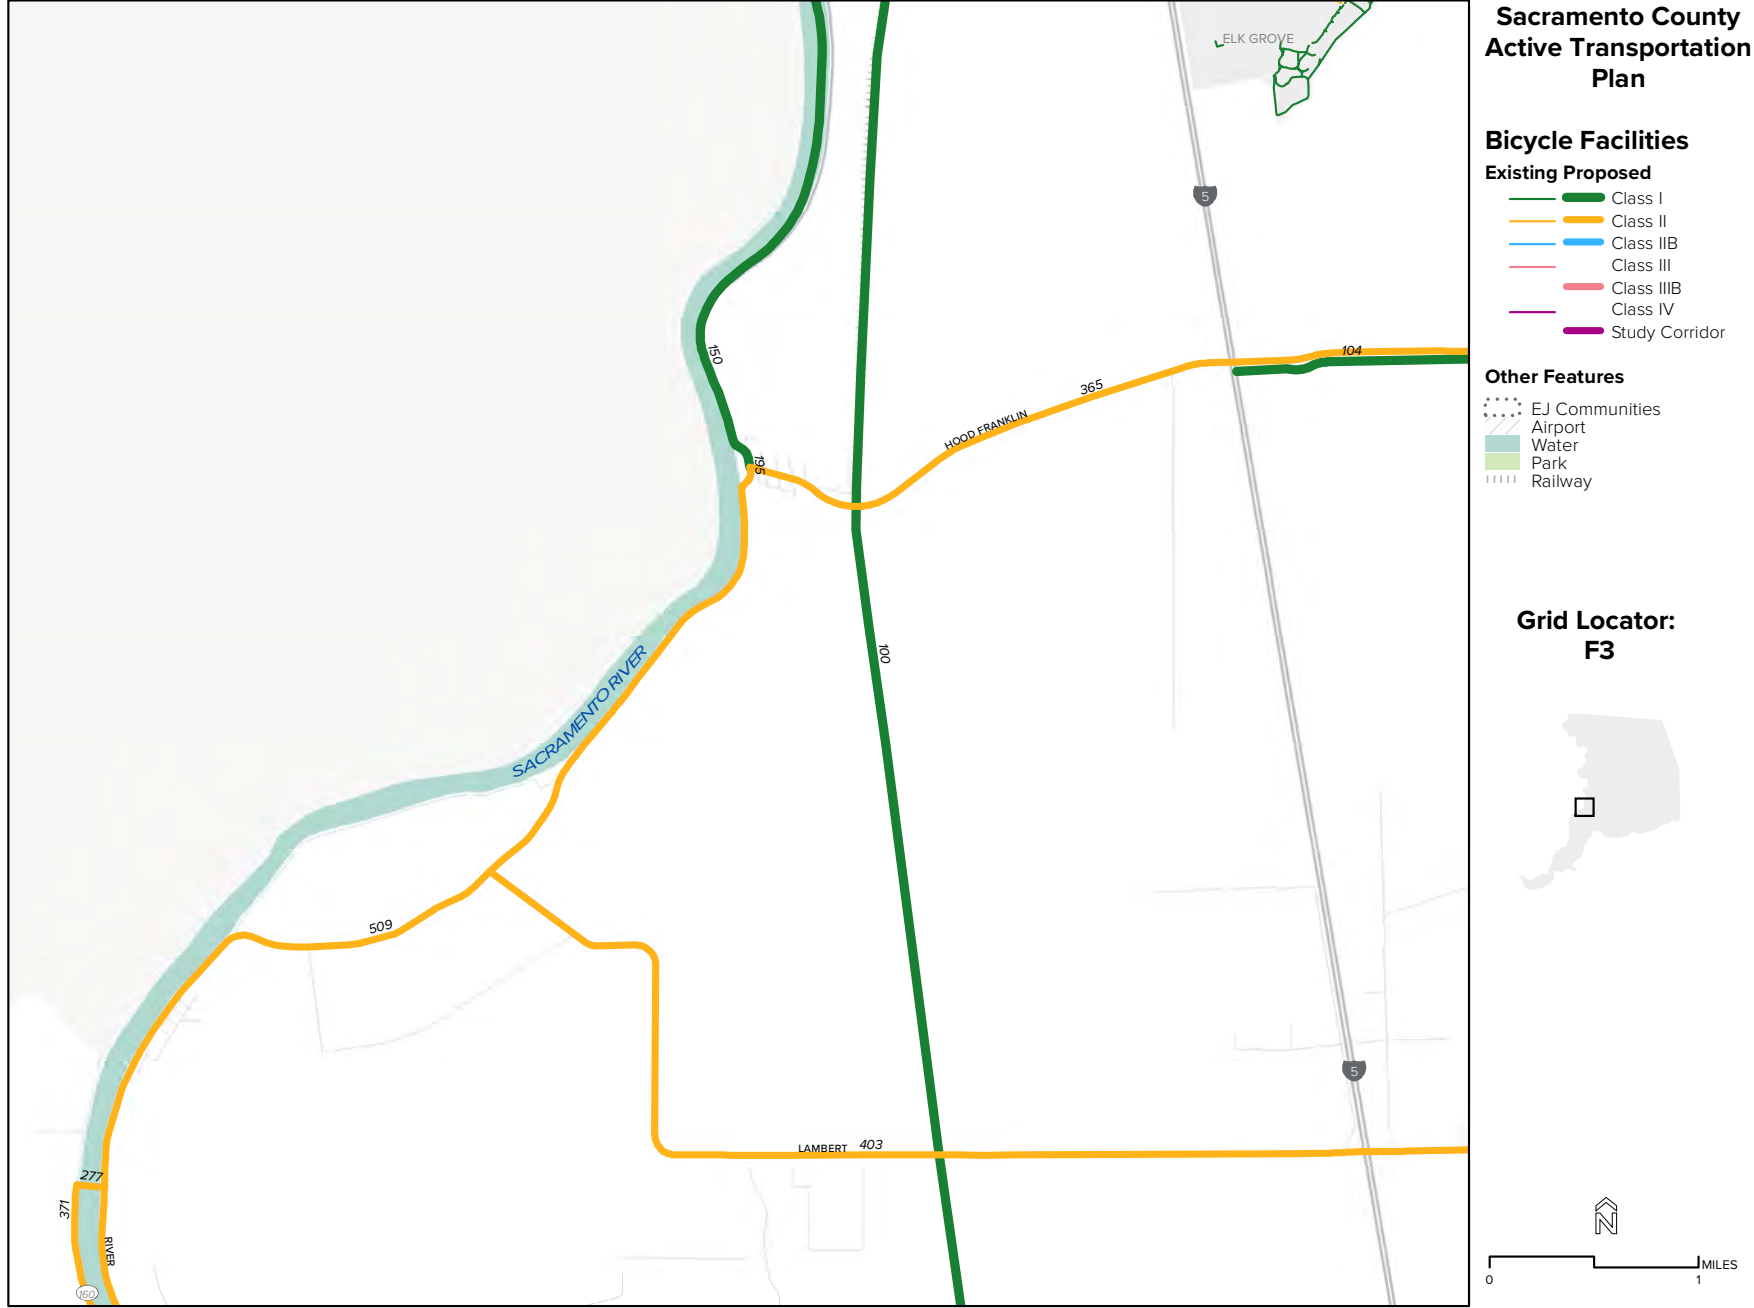 Sacramento County
Active Transportation
Plan
Bicycle Facilities
Existing Proposed
Class I
Class II
Class IIB
Class III
Class IIIB
Class IV
Study Corridor
Other Features
EJ Communities
Airport
Water
Park
Railway
Grid Locator:
F3
N
MILES
0 1
ELK GROVE
5
150
104
365
HOOD FRANKLIN
195
100
SACRAMENTO RIVER
509
5
LAMBERT 403
277
371
RIVER
160